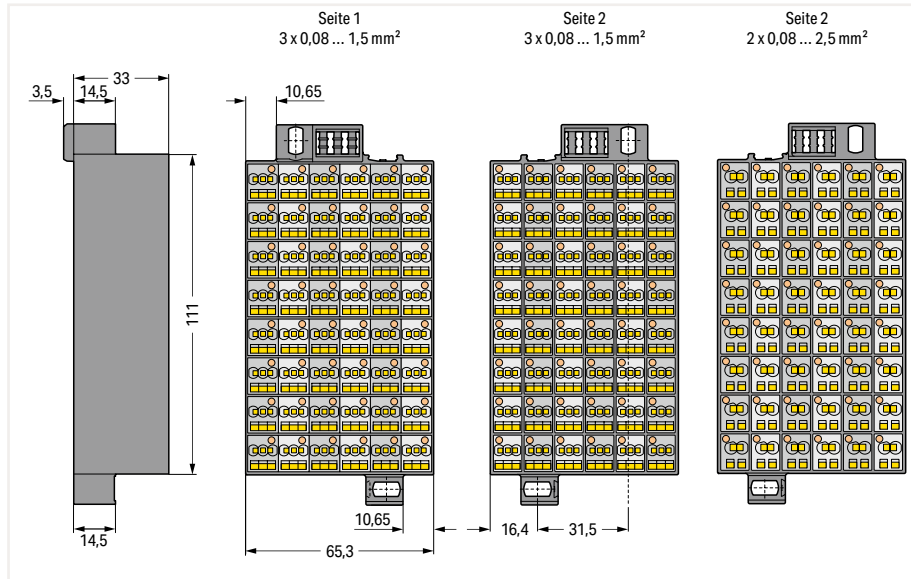 Seite 1
3 x 0,08 ... 1,5 mm²
Seite 2
3 x 0,08 ... 1,5 mm²
Seite 2
2 x 0,08 ... 2,5 mm²
33
3,5
14,5
10,65
111
14,5
10,65
65,3
16,4
31,5